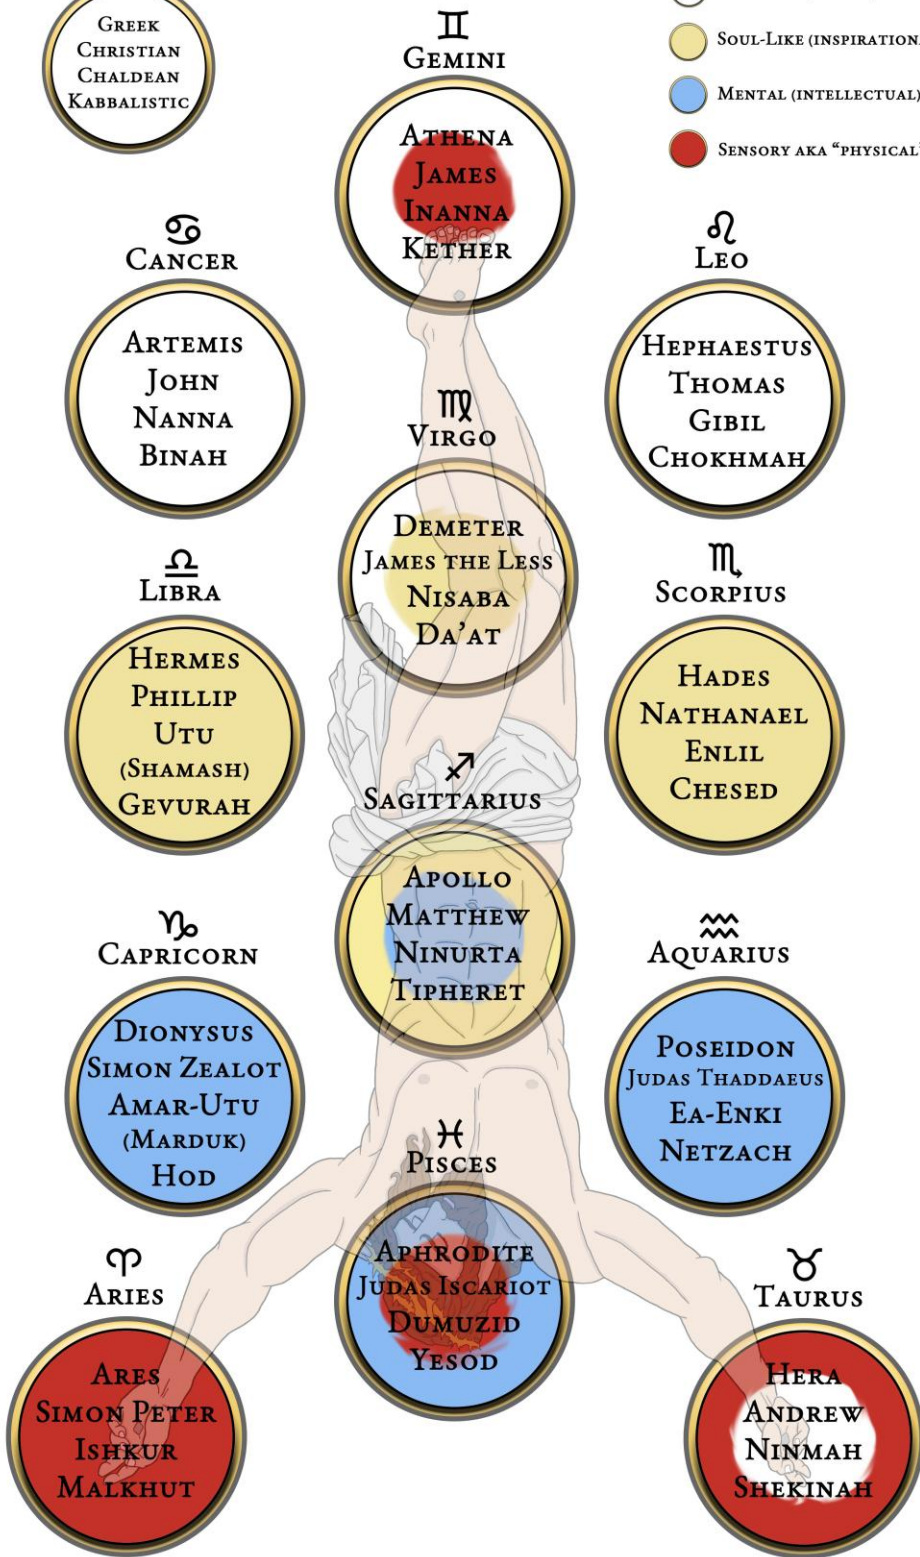 GREEK
CHRISTIAN
CHALDEAN
KABBALISTIC
SOUL-LIKE (INSPIRATION
MENTAL (INTELLECTUAL)
SENSORY AKA “PHYSICAL”
♊
GEMINI
ATHENA
JAMES
INANNA
KETHER
♋
CANCER
ARTEMIS
JOHN
NANNA
BINAH
♌
LEO
HEPHAESTUS
THOMAS
GIBIL
CHOKHMAH
♍
VIRGO
DEMETER
JAMES THE LESS
NISABA
DA’AT
♎
LIBRA
HERMES
PHILLIP
UTU
(SHAMASH)
GEVURAH
♏
SCORPIUS
HADES
NATHANAEL
ENLIL
CHESED
♐
SAGITTARIUS
APOLLO
MATTHEW
NINURTA
TIPHERET
♑
CAPRICORN
DIONYSUS
SIMON ZEALOT
AMAR-UTU
(MARDUK)
HOD
♒
AQUARIUS
POSEIDON
JUDAS THADDAEUS
EA-ENKI
NETZACH
♓
PISCES
APHRODITE
JUDAS ISCARIOT
DUMUZID
YESOD
♈
ARIES
ARES
SIMON PETER
ISHKUR
MALKHUT
♉
TAURUS
HERA
ANDREW
NINMAH
SHEKINAH